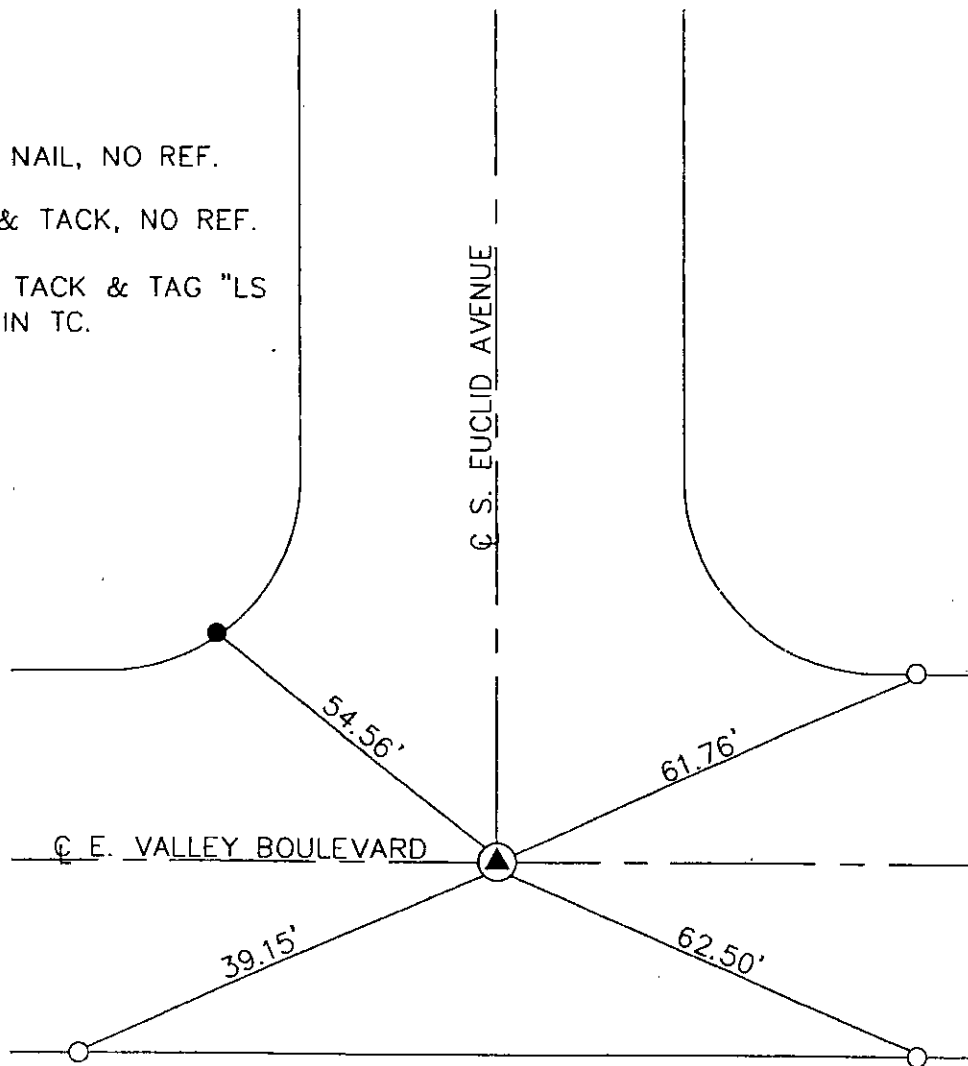 NAIL, NO REF.
& TACK, NO REF.
TACK & TAG "LS
IN TC.
℄ S. EUCLID AVENUE
54.56'
61.76'
℄ E. VALLEY BOULEVARD
39.15'
62.50'